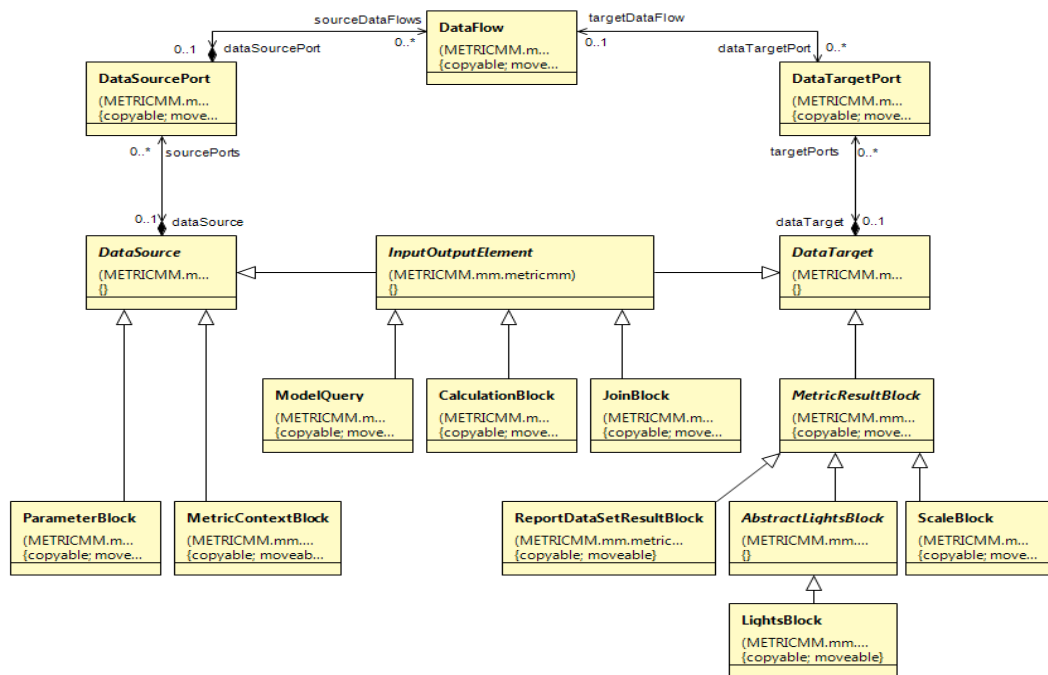 sourceDataFlows
targetDataFlow
DataFlow
(METRICMM.m...
{copyable; move...
0..1
dataSourcePort
0..*
0..1
dataTargetPort
0..*
DataSourcePort
(METRICMM.m...
{copyable; move...
DataTargetPort
(METRICMM.m...
{copyable; move...
0..*
sourcePorts
targetPorts
0..*
0..1
dataSource
dataTarget
0..1
DataSource
(METRICMM.m...
{}
InputOutputElement
(METRICMM.mm.metricmm)
{}
DataTarget
(METRICMM.m...
{}
ModelQuery
(METRICMM.m...
{copyable; move...
CalculationBlock
(METRICMM.m...
{copyable; move...
JoinBlock
(METRICMM.m...
{copyable; move...
MetricResultBlock
(METRICMM.mm...
{copyable; move...
ParameterBlock
(METRICMM.m...
{copyable; move...
MetricContextBlock
(METRICMM.mm....
{copyable; moveab...
ReportDataSetResultBlock
(METRICMM.mm.metric...
{copyable; moveable}
AbstractLightsBlock
(METRICMM.mm....
{}
ScaleBlock
(METRICMM.m...
{copyable; move...
LightsBlock
(METRICMM.mm....
{copyable; moveable}